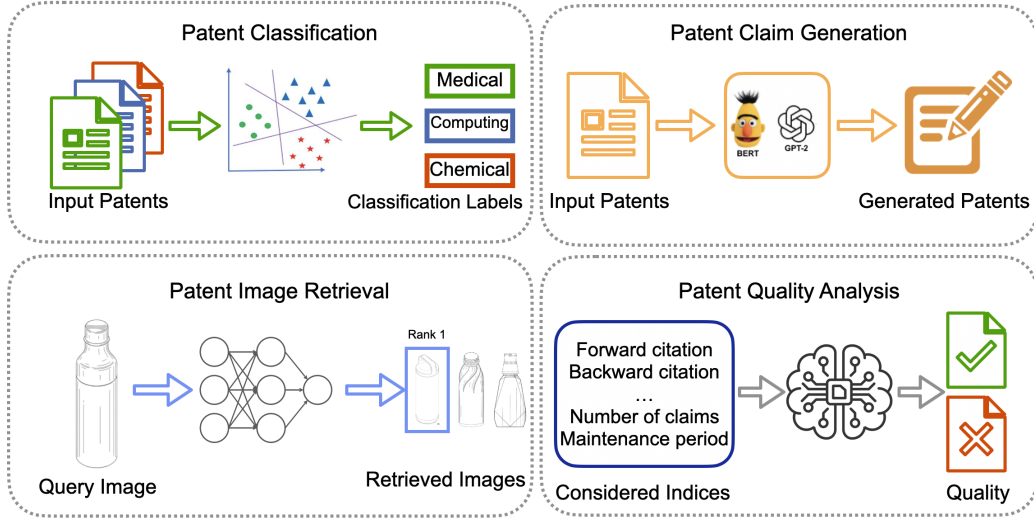 Patent Classification
Medical
Computing
Chemical
Input Patents
Classification Labels
Patent Claim Generation
BERT
GPT-2
Input Patents
Generated Patents
Patent Image Retrieval
Rank 1
Query Image
Retrieved Images
Patent Quality Analysis
Forward citation
Backward citation
...
Number of claims
Maintenance period
Considered Indices
Quality